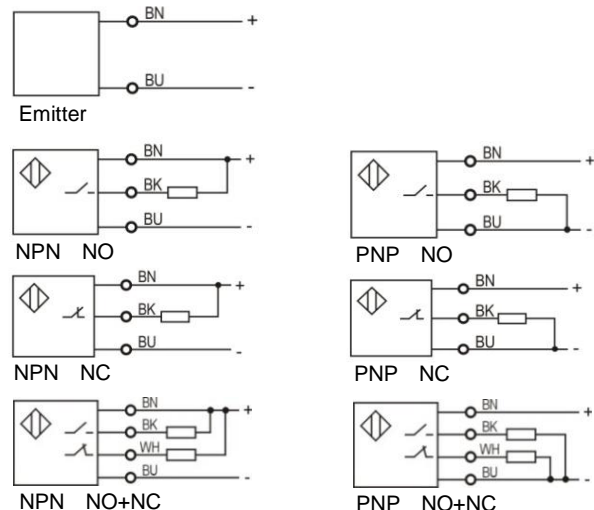 BN +
BU -
Emitter
BN +
BK
BU -
NPN NO
BN +
BK
BU -
PNP NO
BN +
BK
BU -
NPN NC
BN +
BK
BU -
PNP NC
BN +
BK
WH
BU -
NPN NO+NC
BN +
BK
WH
BU -
PNP NO+NC